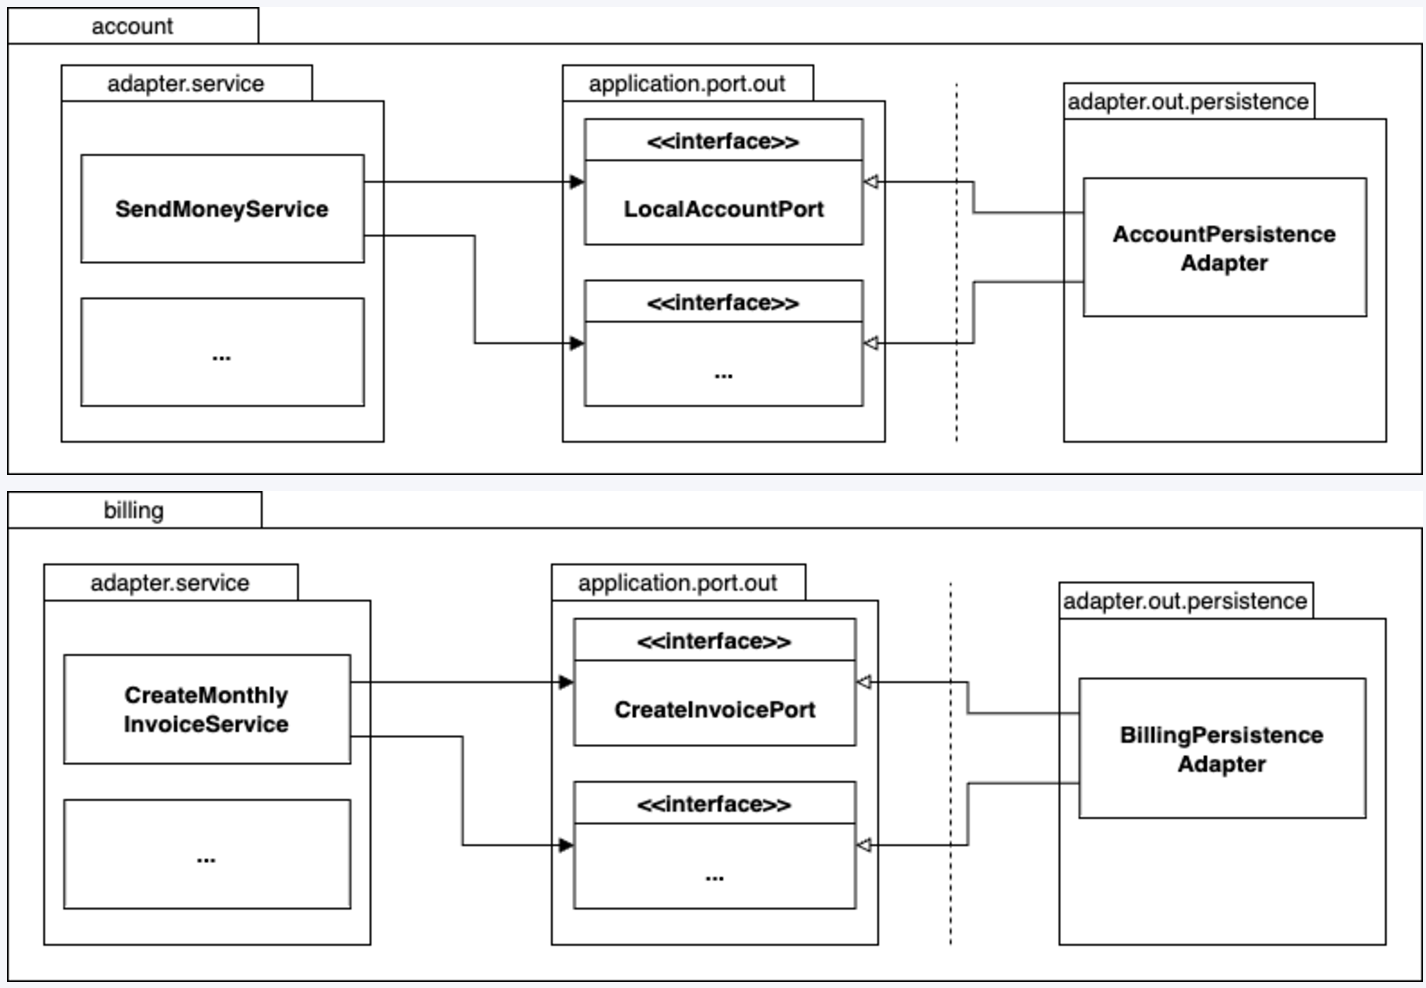 account
adapter.service
application.port.out
adapter.out.persistence
<<interface>>
SendMoneyService
LocalAccountPort
AccountPersistence
Adapter
<<interface>>
...
...
billing
adapter.service
application.port.out
adapter.out.persistence
<<interface>>
CreateMonthly
InvoiceService
CreateInvoicePort
BillingPersistence
Adapter
<<interface>>
...
...